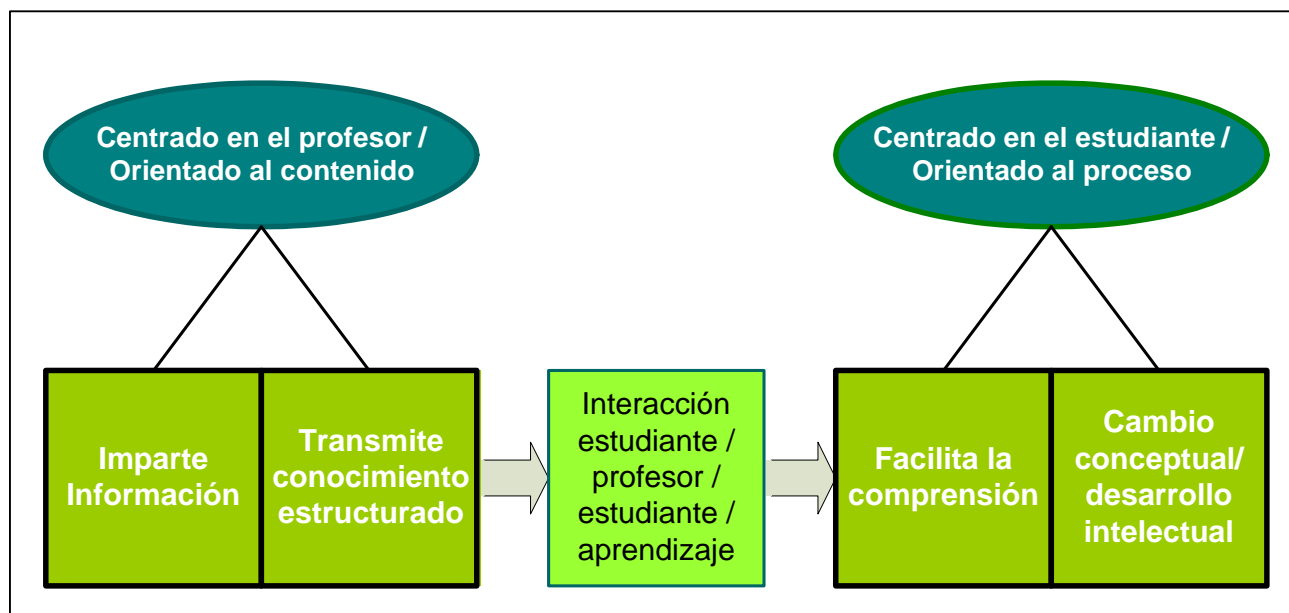 Centrado en el profesor /
Orientado al contenido
Centrado en el estudiante /
Orientado al proceso
Imparte
Información
Transmite
conocimiento
estructurado
Interacción
estudiante /
profesor /
estudiante /
aprendizaje
Facilita la
comprensión
Cambio
conceptual/
desarrollo
intelectual